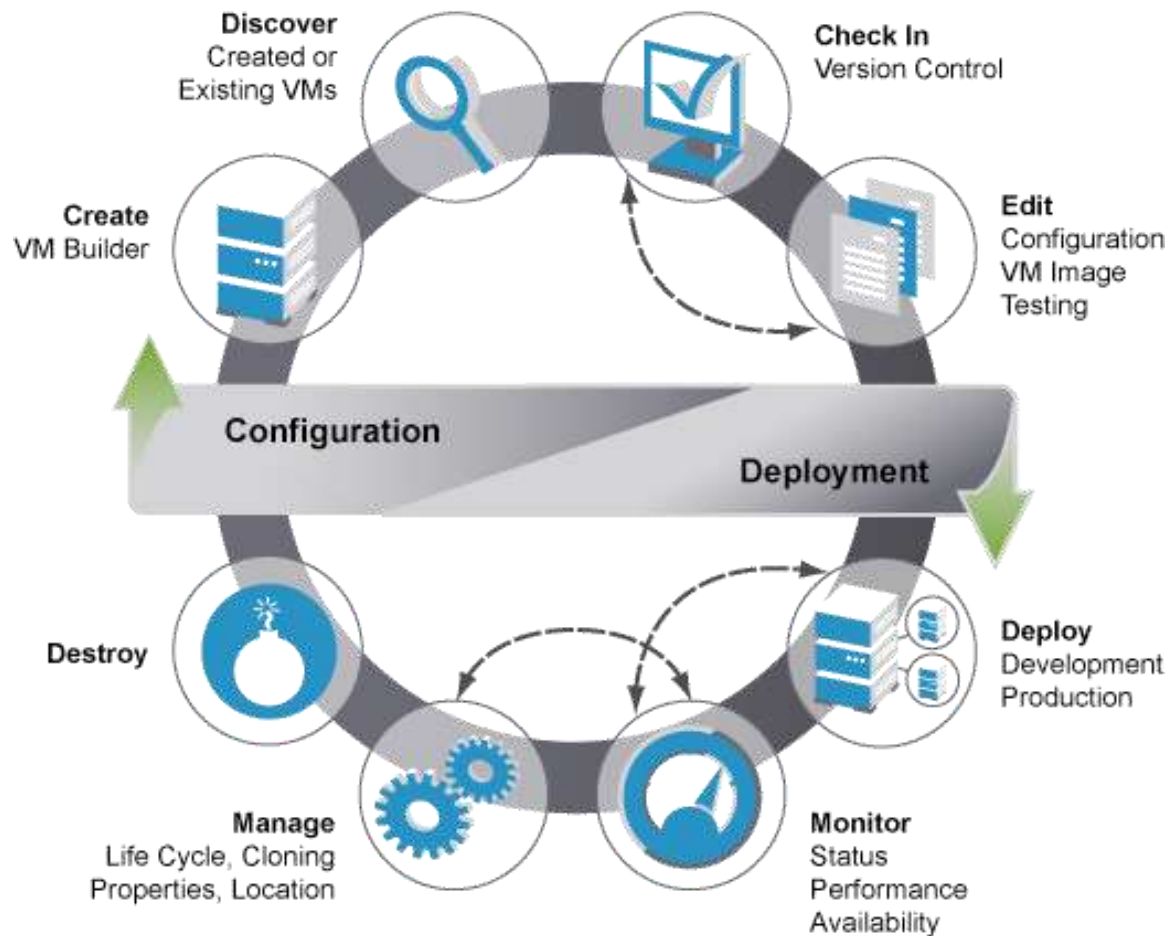 Discover
Created or
Existing VMs
Check In
Version Control
Create
VM Builder
Edit
Configuration
VM Image
Testing
Configuration
Deployment
Destroy
Deploy
Development
Production
Manage
Life Cycle, Cloning
Properties, Location
Monitor
Status
Performance
Availability